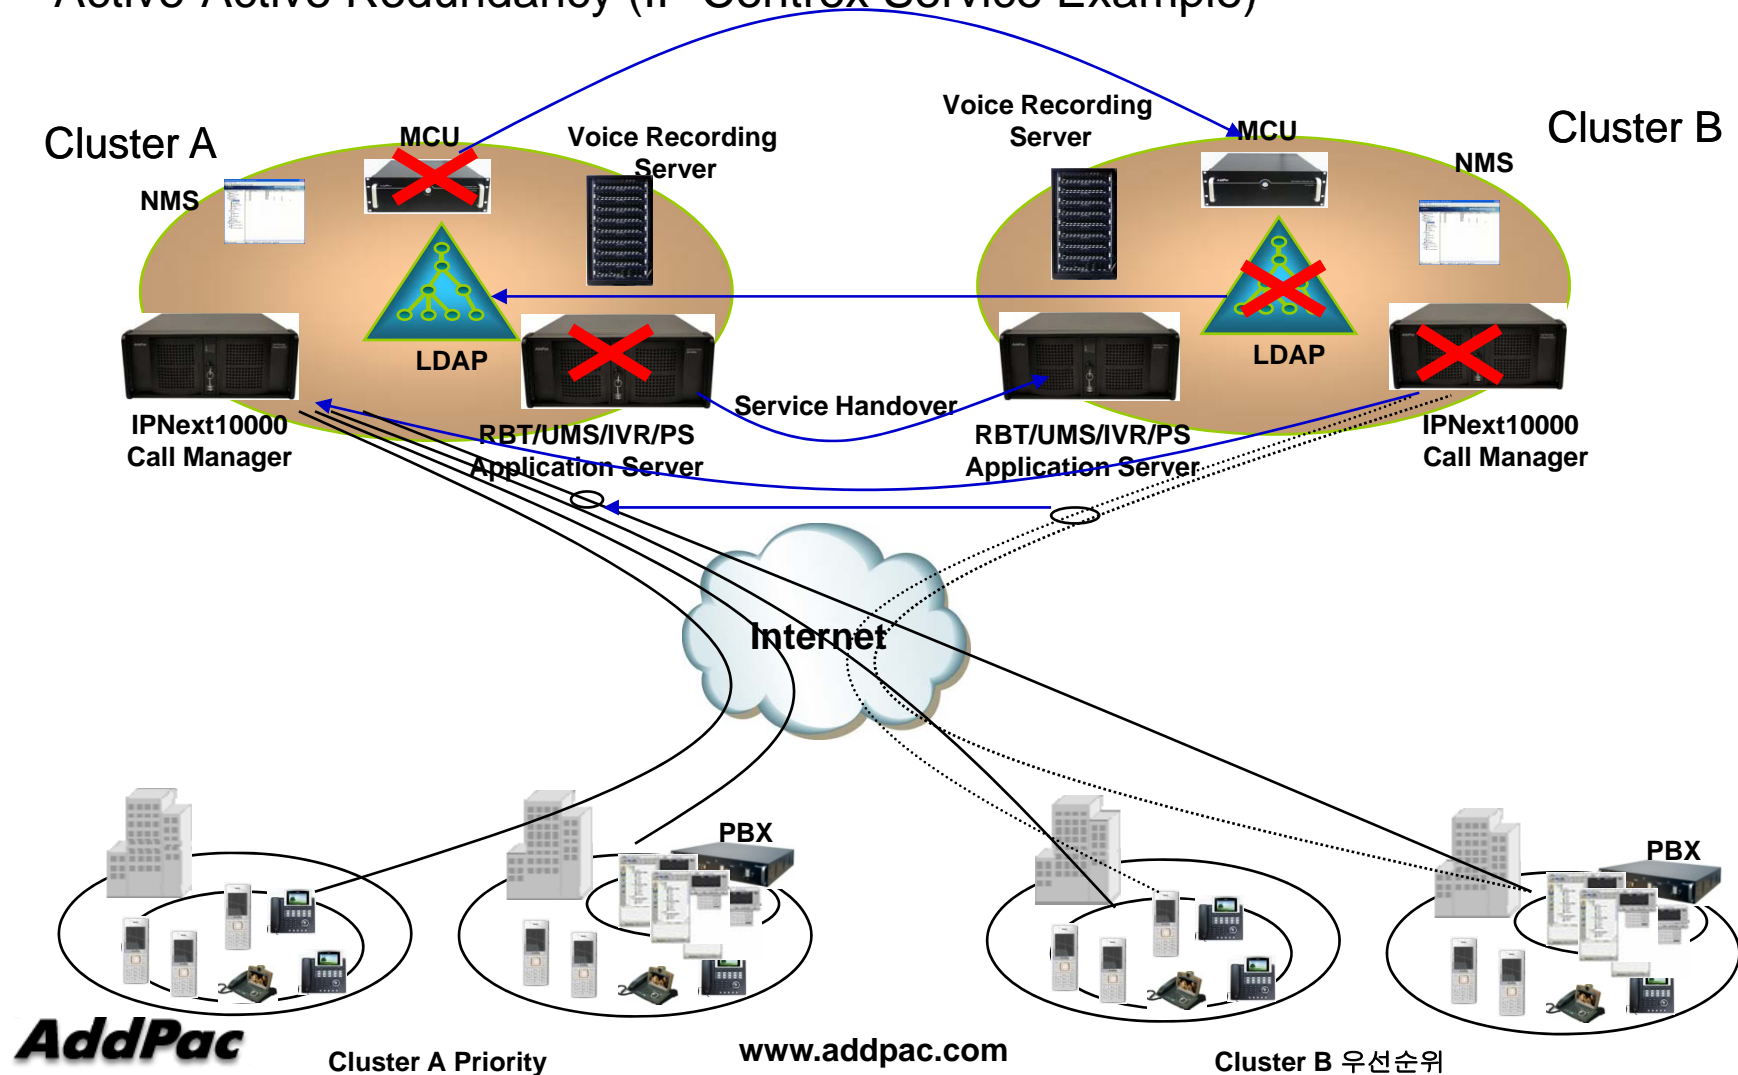 Active-Active Redundancy (IP Centrex Service Example)
Cluster A
MCU
Voice Recording
Server
NMS
LDAP
IPNext10000
Call Manager
RBT/UMS/IVR/PS
Application Server
Service Handover
Voice Recording
Server
MCU
Cluster B
NMS
LDAP
RBT/UMS/IVR/PS
Application Server
IPNext10000
Call Manager
Internet
PBX
PBX
AddPac
Cluster A Priority
www.addpac.com
Cluster B 우선순위